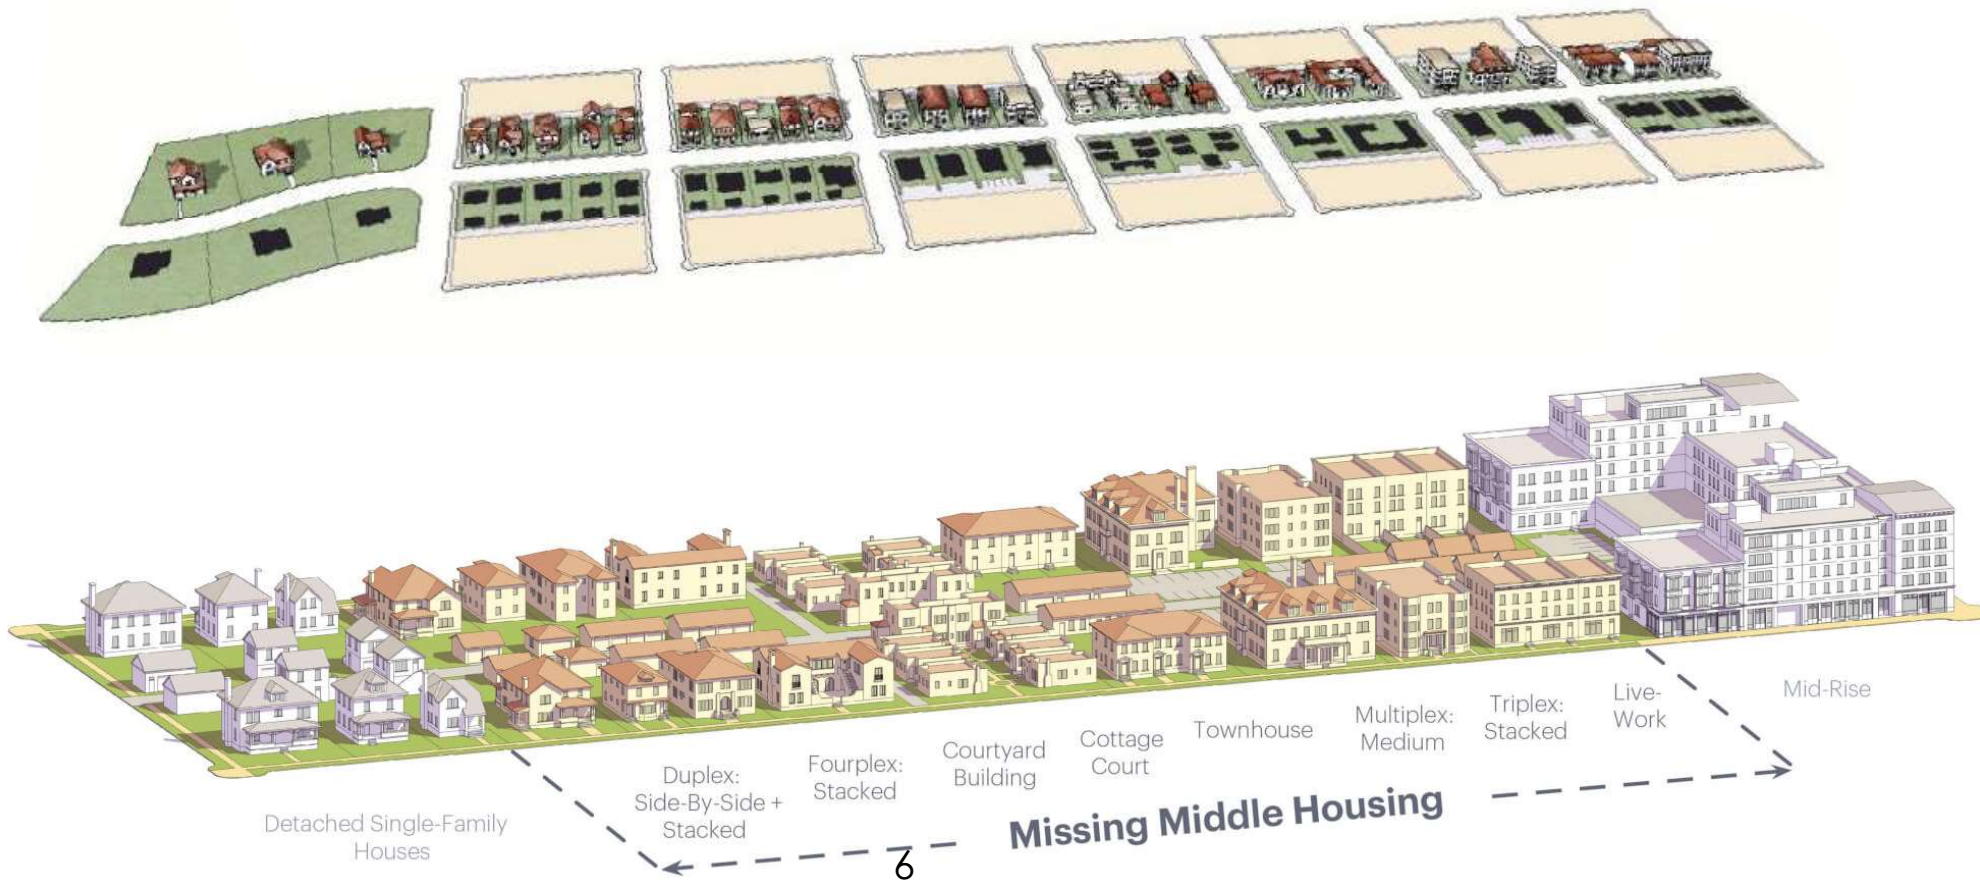 Detached Single-Family
Houses
Duplex:
Side-By-Side +
Stacked
Fourplex:
Stacked
Courtyard
Building
Cottage
Court
Townhouse
Multiplex:
Medium
Triplex:
Stacked
Live-
Work
Mid-Rise
Missing Middle Housing
6